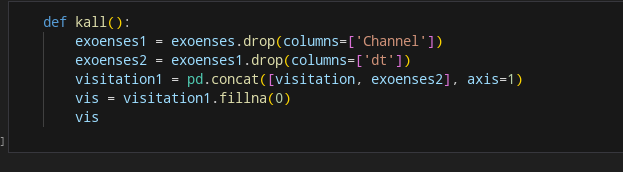 def kall():
    exoenses1 = exoenses.drop(columns=['Channel'])
    exoenses2 = exoenses1.drop(columns=['dt'])
    visitation1 = pd.concat([visitation, exoenses2], axis=1)
    vis = visitation1.fillna(0)
    vis
]